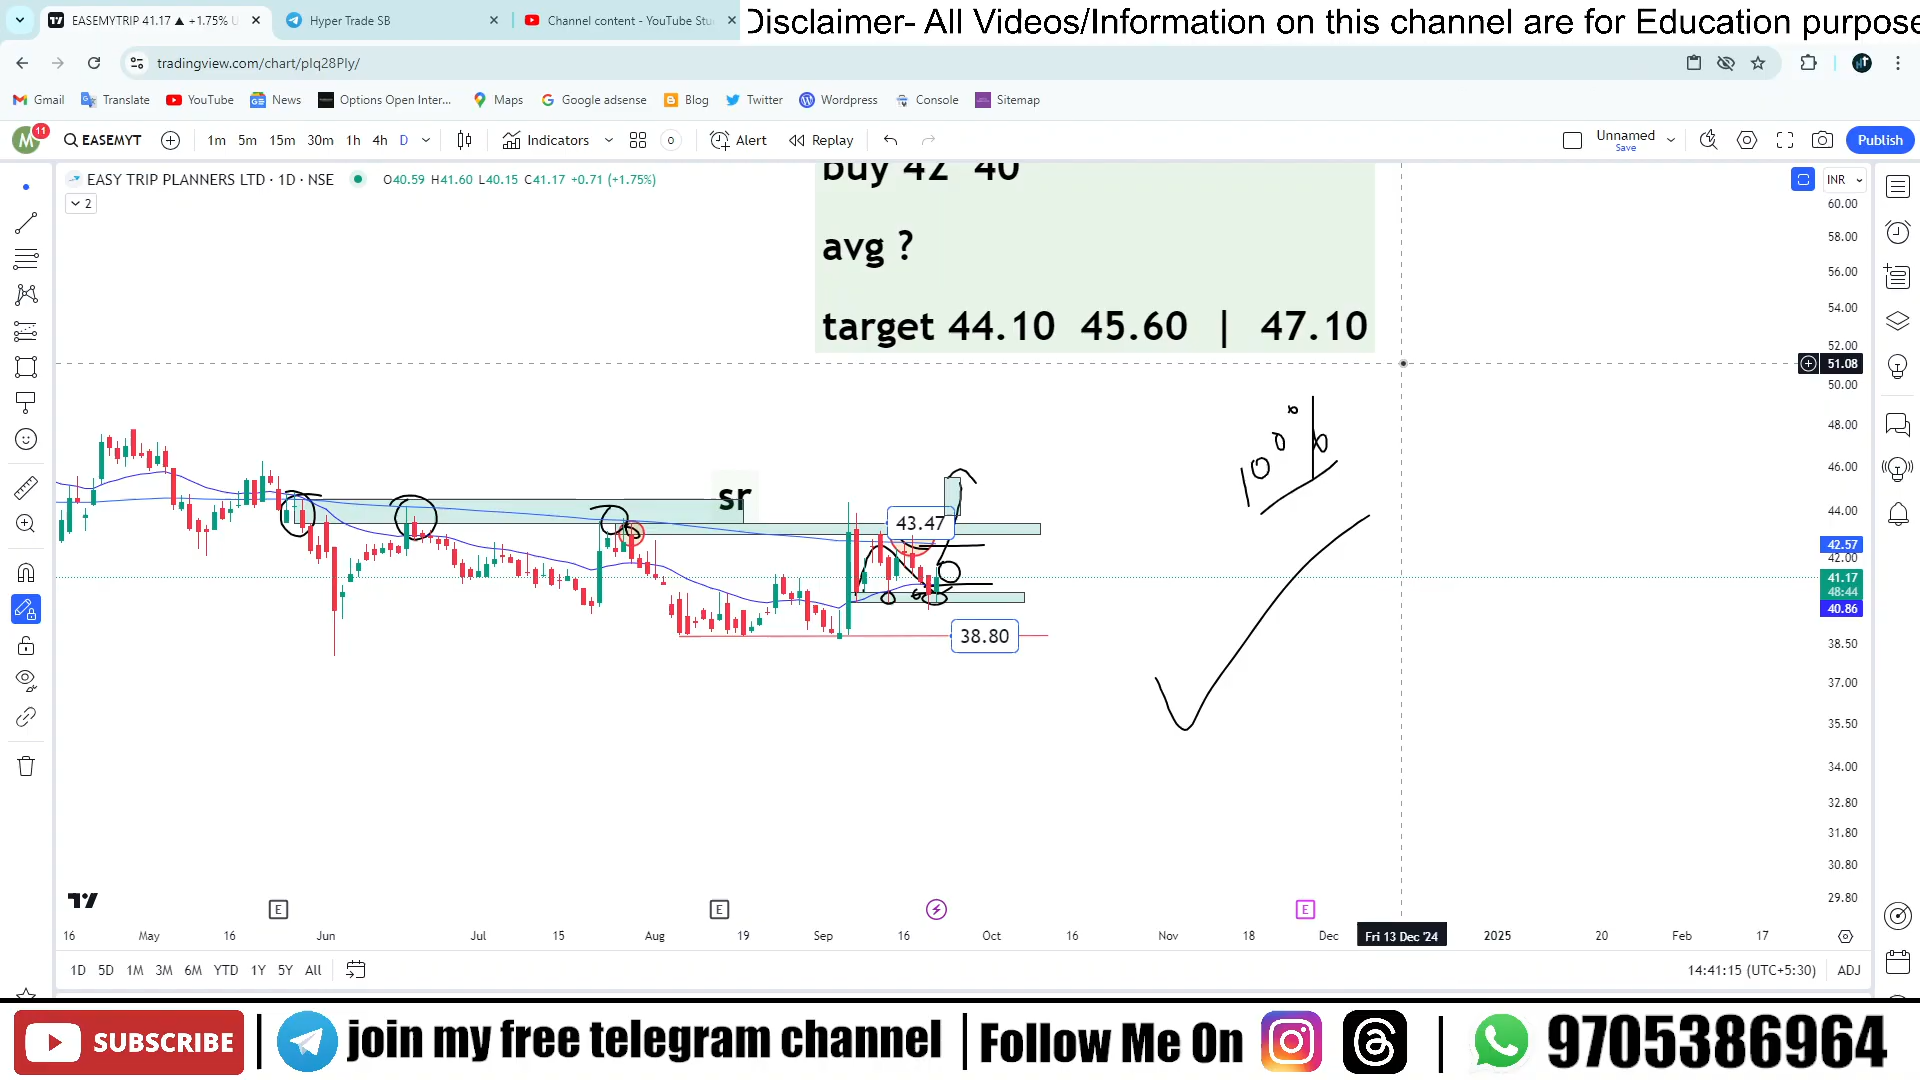 EASEMYTRIP 41.17 ▲ +1.75% U
Hyper Trade SB
Channel content - YouTube Stu
Disclaimer- All Videos/Information on this channel are for Education purpose
tradingview.com/chart/pIq28Ply/
Gmail
Translate
YouTube
News
Options Open Inter...
Maps
Google adsense
Blog
Twitter
Wordpress
Console
Sitemap
M 11
EASEMYT
1m 5m 15m 30m 1h 4h D
Indicators
Alert
Replay
Unnamed
Save
Publish
EASY TRIP PLANNERS LTD · 1D · NSE
O40.59 H41.60 L40.15 C41.17 +0.71 (+1.75%)
2
INR
buy 42 40
avg ?
target 44.10 45.60 | 47.10
60.00
58.00
56.00
54.00
52.00
51.08
50.00
48.00
46.00
44.00
42.57
42.00
41.17
48:44
40.86
38.50
37.00
35.50
34.00
32.80
31.80
30.80
29.80
100%
sr
43.47
38.80
E
E
E
16 May 16 Jun Jul 15 Aug 19 Sep 16 Oct 16 Nov 18 Dec Fri 13 Dec '24 2025 20 Feb 17
1D 5D 1M 3M 6M YTD 1Y 5Y All
14:41:15 (UTC+5:30)
ADJ
SUBSCRIBE
join my free telegram channel
Follow Me On
9705386964